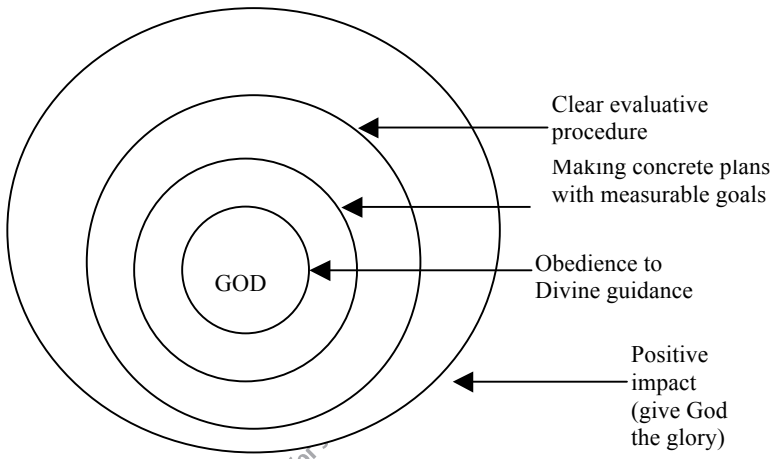 Clear evaluative
procedure
Making concrete plans
with measurable goals
GOD
Obedience to
Divine guidance
Positive
impact
(give God
the glory)